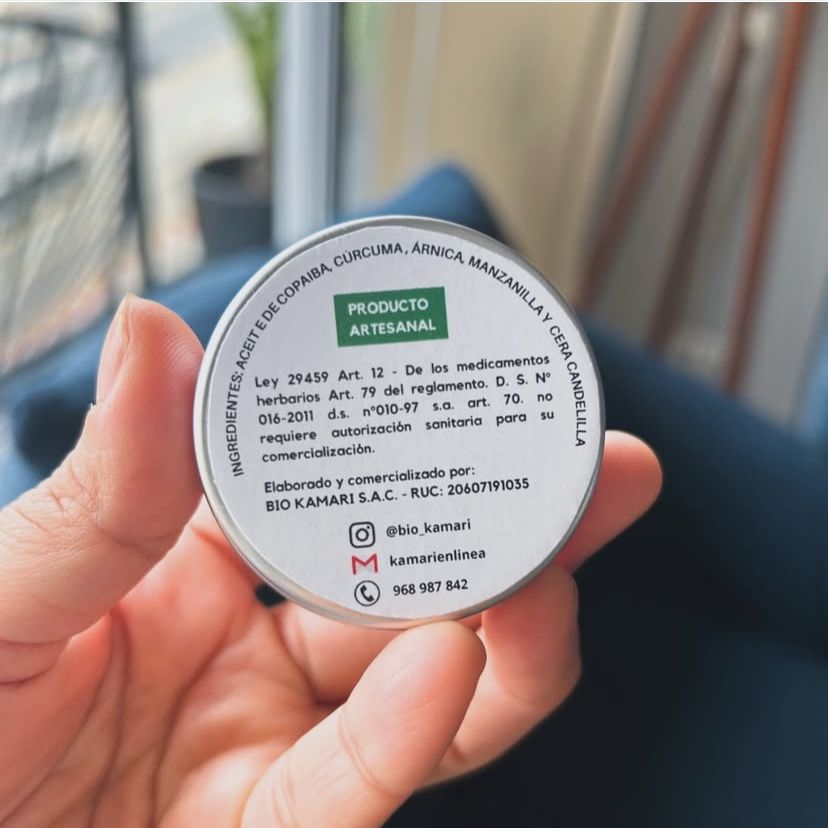 INGREDIENTES: ACEITE DE COPAIBA, CÚRCUMA, ÁRNICA, MANZANILLA Y CERA CANDELILLA
PRODUCTO
ARTESANAL
Ley 29459 Art. 12 - De los medicamentos
herbarios Art. 79 del reglamento. D. S. N°
016-2011 d.s. n°010-97 s.a. art. 70. no
requiere autorización sanitaria para su
comercialización.
Elaborado y comercializado por:
BIO KAMARI S.A.C. - RUC: 20607191035
@bio_kamari
kamarienlinea
968 987 842